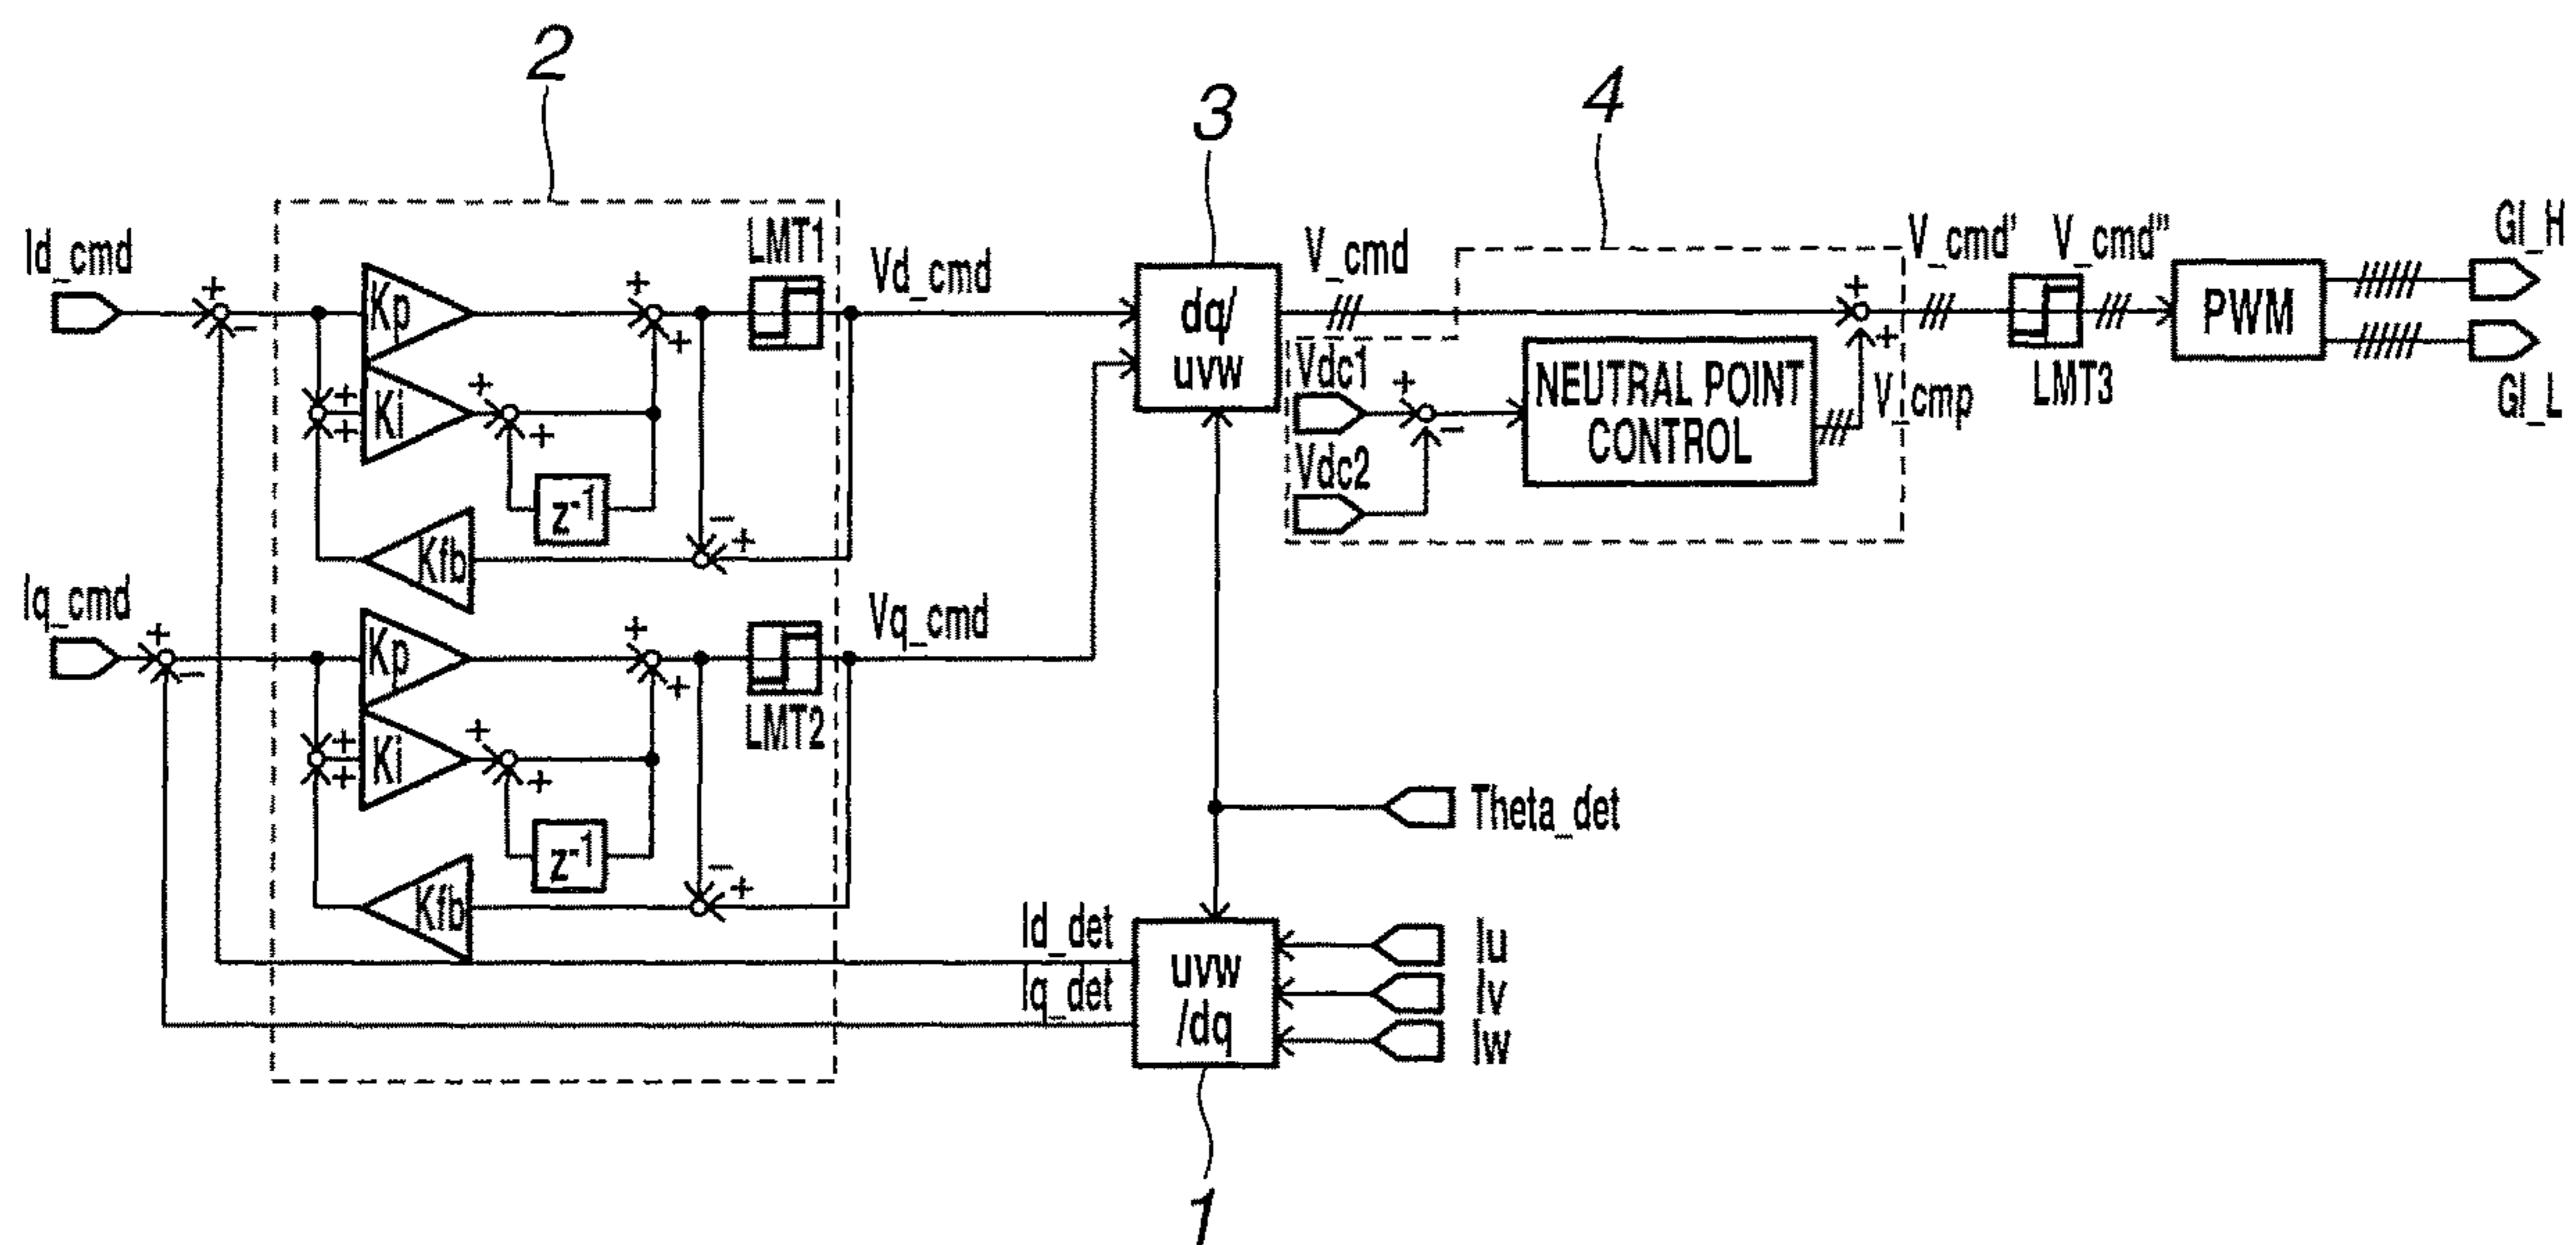 2
3
4
LMT1
Id_cmd
Vd_cmd
V_cmd
V_cmd'
V_cmd"
GI_H
+
-
Kp
+
+
dq/
uvw
+
+
PWM
LMT3
GI_L
Vdc1
+
-
NEUTRAL POINT
CONTROL
V_cmp
Vdc2
+
+
Ki
+
+
z-1
-
+
Kfb
Iq_cmd
Vq_cmd
+
-
Kp
+
+
LMT2
+
+
Ki
+
+
z-1
-
+
Kfb
Theta_det
Id_det
Iq_det
uvw
/dq
Iu
Iv
Iw
1